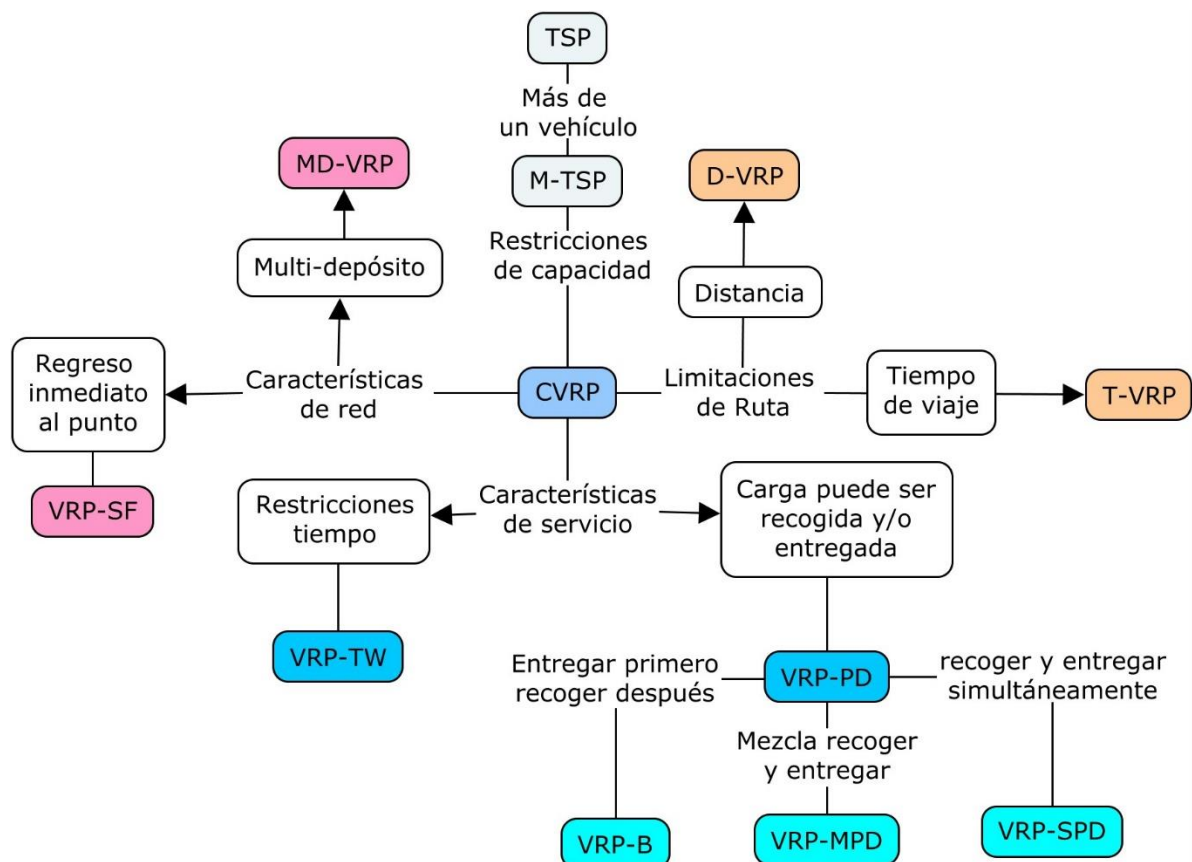 TSP
Más de
un vehículo
MD-VRP
M-TSP
D-VRP
Multi-depósito
Restricciones
de capacidad
Distancia
Regreso
inmediato
al punto
Características
de red
CVRP
Limitaciones
de Ruta
Tiempo
de viaje
T-VRP
VRP-SF
Restricciones
tiempo
Características
de servicio
Carga puede ser
recogida y/o
entregada
VRP-TW
Entregar primero
recoger después
VRP-PD
recoger y entregar
simultáneamente
Mezcla recoger
y entregar
VRP-B
VRP-MPD
VRP-SPD